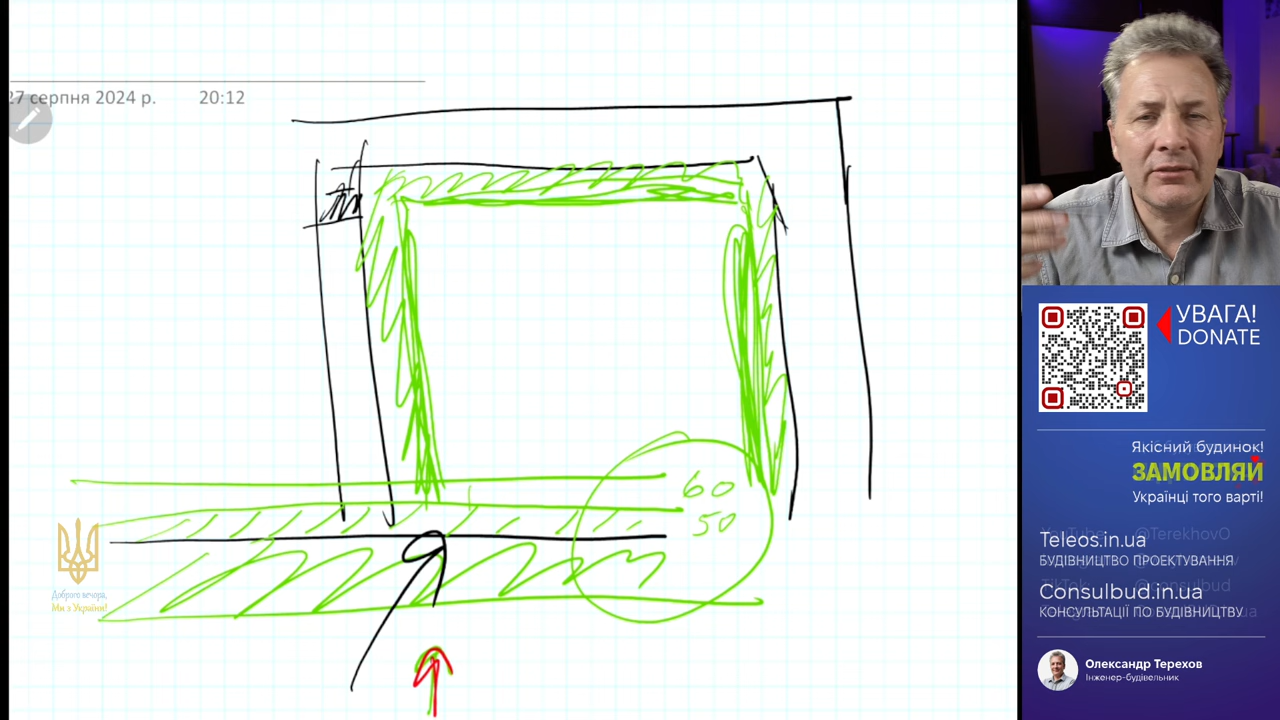 27 серпня 2024 р. 20:12
60
50
Доброго вечора,
Ми з України!
УВАГА!
DONATE
Якісний будинок!
ЗАМОВЛЯЙ
Українці того варті!
Teleos.in.ua
БУДІВНИЦТВО ПРОЕКТУВАННЯ
Consulbud.in.ua
КОНСУЛЬТАЦІЇ ПО БУДІВНИЦТВУ
Олександр Терехов
Інженер-будівельник